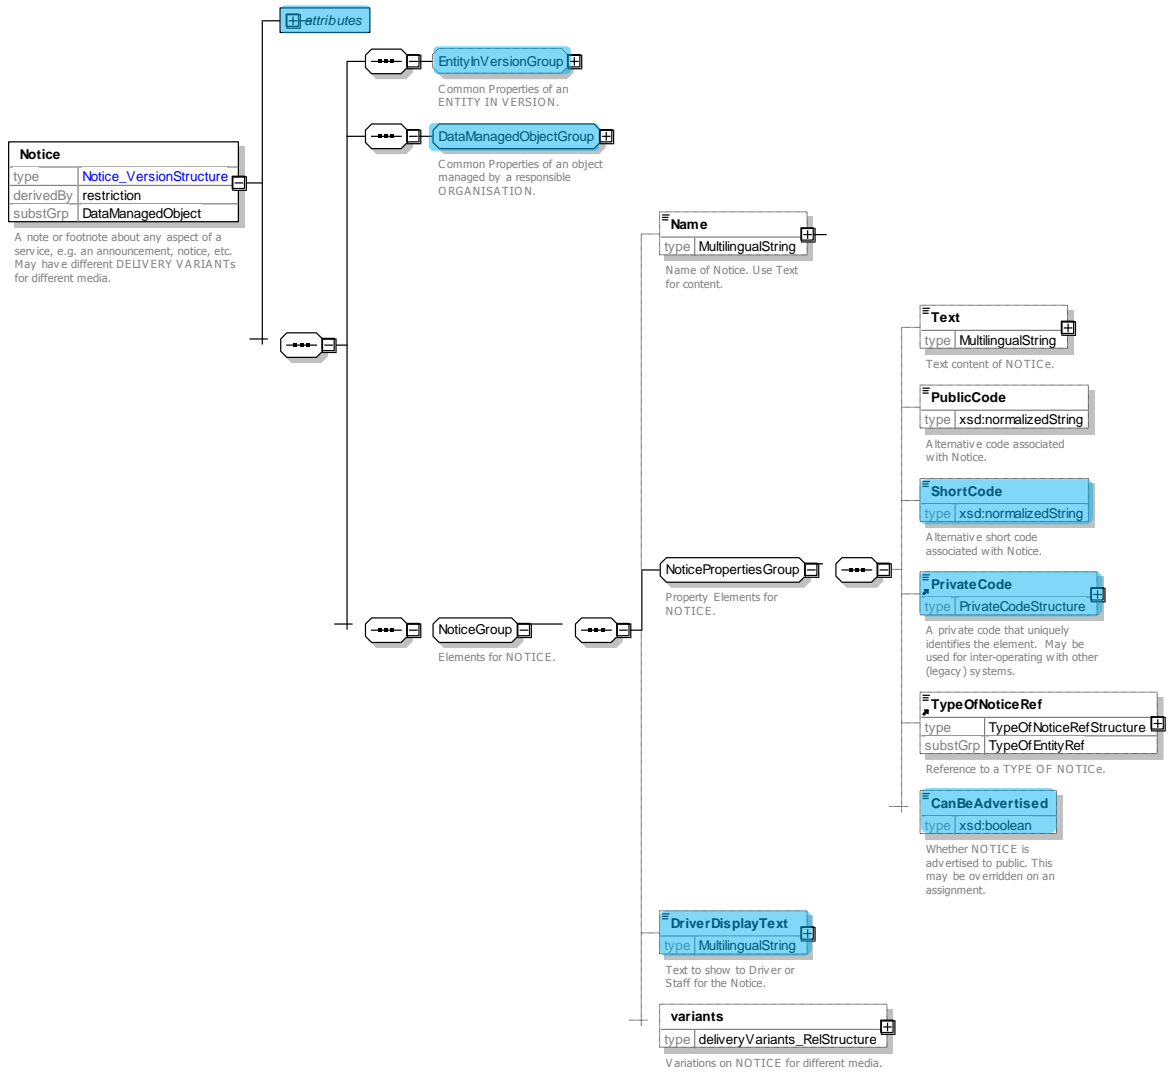 attributes
EntityInVersionGroup
Common Properties of an
ENTITY IN VERSION.
DataManagedObjectGroup
Common Properties of an object
managed by a responsible
ORGANISATION.
Notice
type Notice_VersionStructure
derivedBy restriction
substGrp DataManagedObject
A note or footnote about any aspect of a
service, e.g. an announcement, notice, etc.
May have different DELIVERY VARIANTs
for different media.
Name
type MultilingualString
Name of Notice. Use Text
for content.
Text
type MultilingualString
Text content of NOTICe.
PublicCode
type xsd:normalizedString
Alternative code associated
with Notice.
ShortCode
type xsd:normalizedString
Alternative short code
associated with Notice.
NoticePropertiesGroup
Property Elements for
NOTICE.
PrivateCode
type PrivateCodeStructure
A private code that uniquely
identifies the element. May be
used for inter-operating with other
(legacy) systems.
NoticeGroup
Elements for NOTICE.
TypeOfNoticeRef
type TypeOfNoticeRefStructure
substGrp TypeOfEntityRef
Reference to a TYPE OF NOTICe.
CanBeAdvertised
type xsd:boolean
Whether NOTICE is
advertised to public. This
may be overridden on an
assignment.
DriverDisplayText
type MultilingualString
Text to show to Driver or
Staff for the Notice.
variants
type deliveryVariants_RelStructure
Variations on NOTICE for different media.